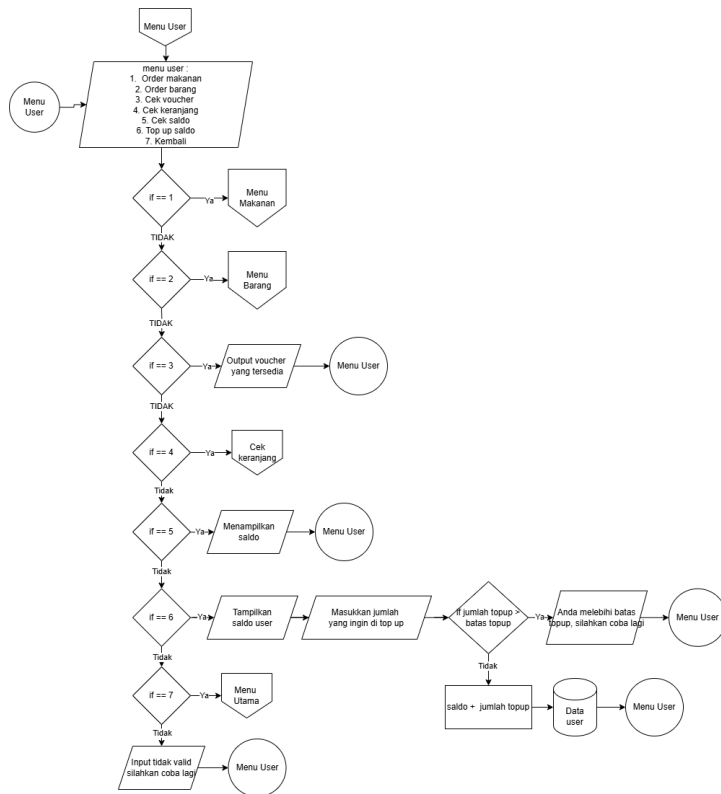 Menu User
menu user :
1. Order makanan
2. Order barang
3. Cek voucher
4. Cek keranjang
5. Cek saldo
6. Top up saldo
7. Kembali
Menu
User
if == 1
Ya
Menu
Makanan
TIDAK
if == 2
Ya
Menu
Barang
TIDAK
if == 3
Ya
Output voucher
yang tersedia
Menu User
TIDAK
if == 4
Ya
Cek
keranjang
Tidak
if == 5
Ya
Menampilkan
saldo
Menu User
Tidak
if == 6
Ya
Tampilkan
saldo user
Masukkan jumlah
yang ingin di top up
If jumlah topup >
batas topup
Ya
Anda melebihi batas
topup, silahkan coba lagi
Menu User
Tidak
saldo + jumlah topup
Data
user
Menu User
Tidak
if == 7
Ya
Menu
Utama
Tidak
Input tidak valid
silahkan coba lagi
Menu User